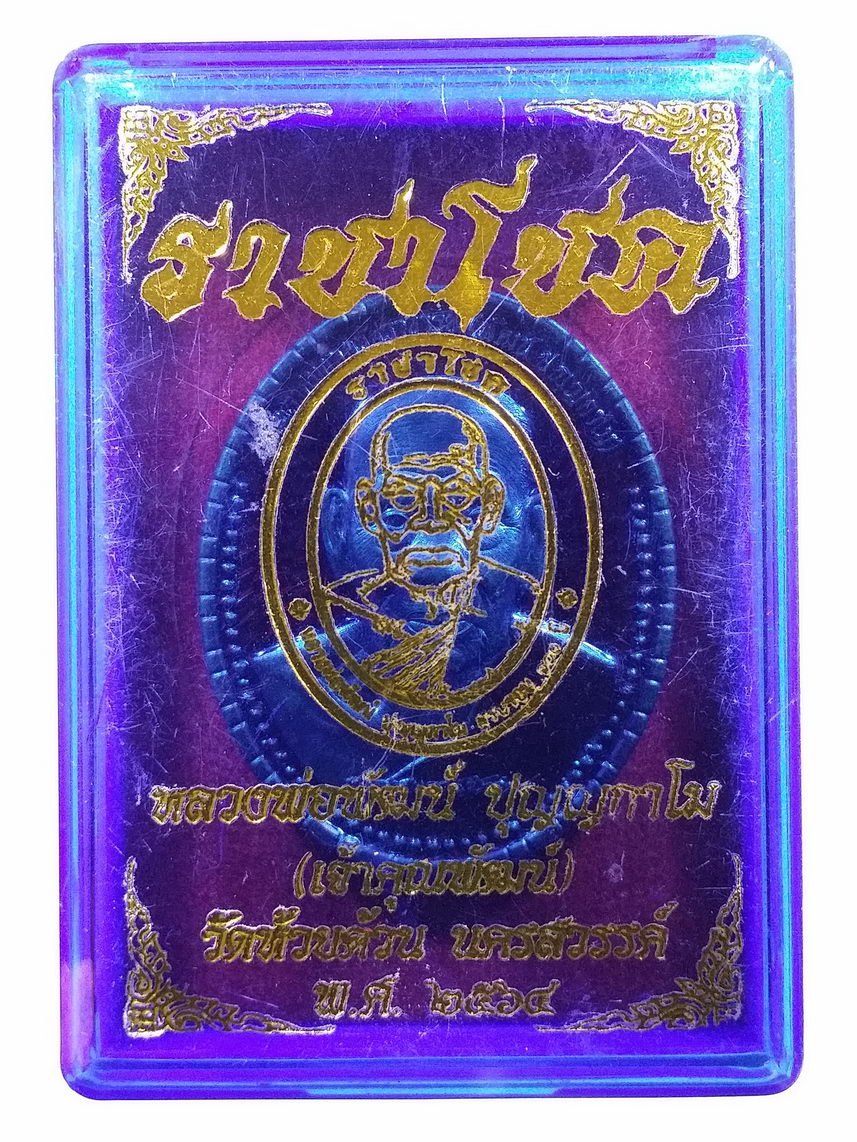 ราชาโชค
ราชาโชค
หลวงพ่อพัฒน์ ปุญญกาโม
(เจ้าคุณพัฒน์)
วัดห้วยด้วน นครสวรรค์
พ.ศ. ๒๕๖๔